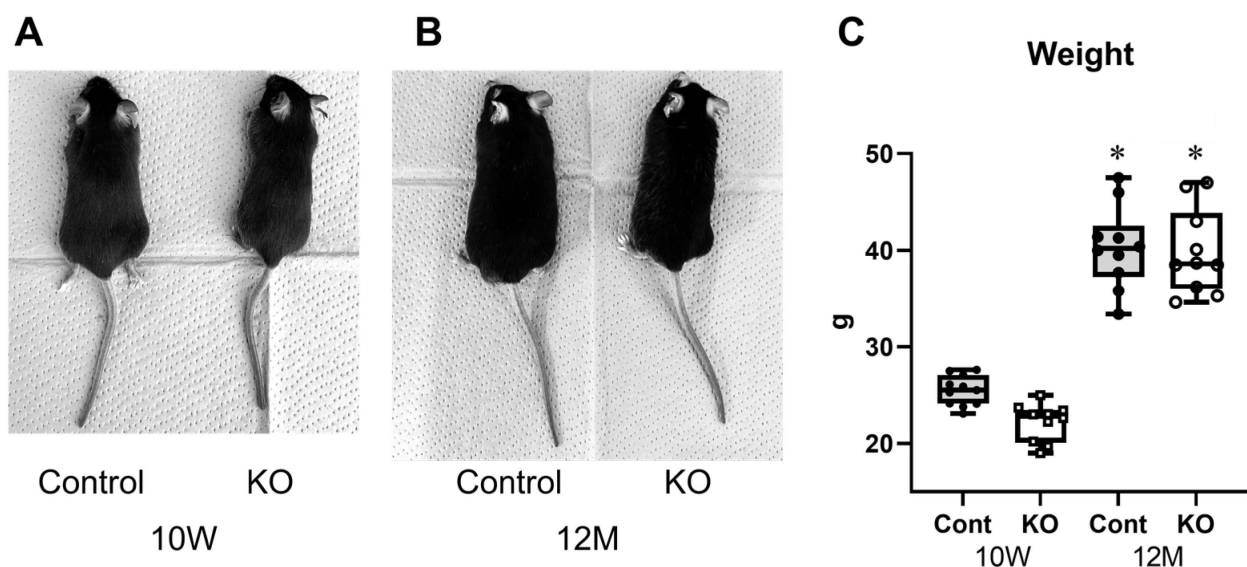 A
B
C
Weight
g
50
40
30
20
* *
Cont KO Cont KO
10W 12M
Control KO
10W
Control KO
12M